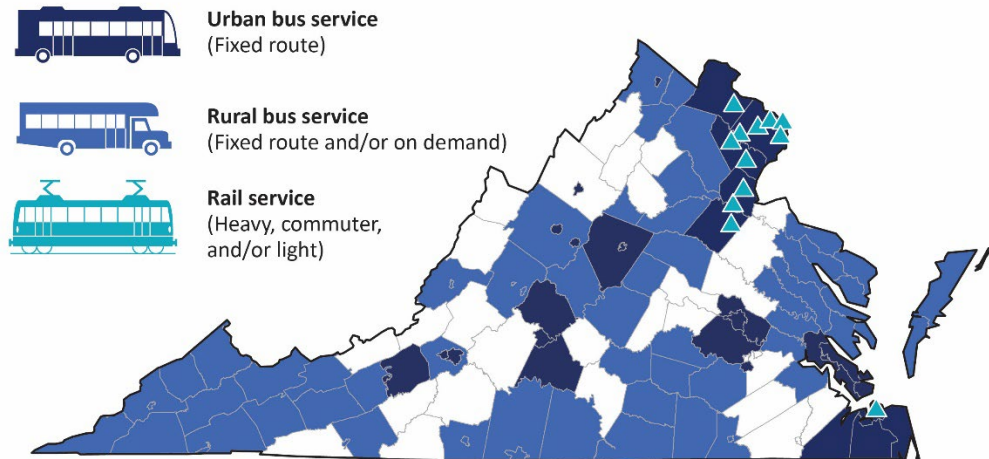 Urban bus service
(Fixed route)
Rural bus service
(Fixed route and/or on demand)
Rail service
(Heavy, commuter,
and/or light)